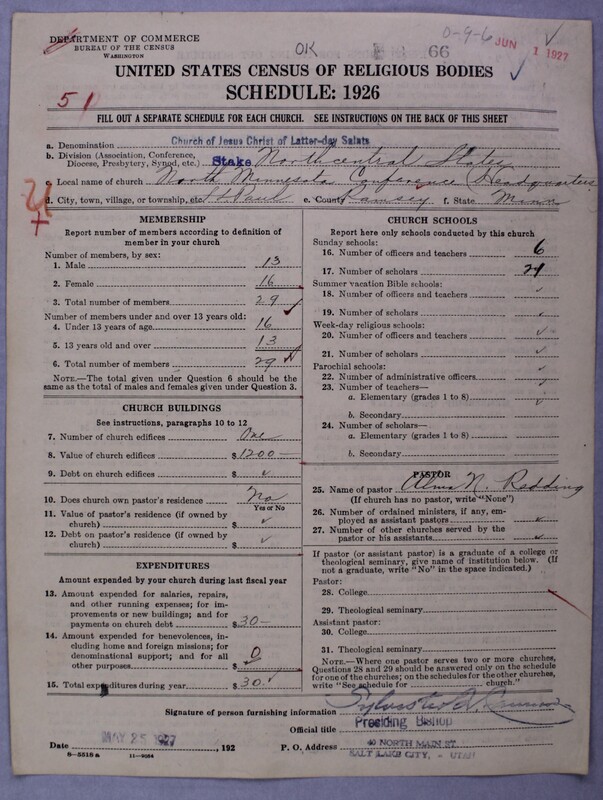 DEPARTMENT OF COMMERCE
BUREAU OF THE CENSUS
WASHINGTON
OK
66
0-9-6
JUN 1 1927
UNITED STATES CENSUS OF RELIGIOUS BODIES
SCHEDULE: 1926
51
FILL OUT A SEPARATE SCHEDULE FOR EACH CHURCH. SEE INSTRUCTIONS ON THE BACK OF THIS SHEET
a. Denomination Church of Jesus Christ of Latter-day Saints
b. Division (Association, Conference, Diocese, Presbytery, Synod, etc.) Stake Northcentral States
c. Local name of church North Minnesota Conference Headquarters
d. City, town, village, or township, etc. St Paul e. County Ramsey f. State Minn
MEMBERSHIP
Report number of members according to definition of
member in your church
Number of members, by sex:
1. Male 13
2. Female 16
3. Total number of members 29
Number of members under and over 13 years old:
4. Under 13 years of age 16
5. 13 years old and over 13
6. Total number of members 29
NOTE.—The total given under Question 6 should be
same as the total of males and females given under Question 3.
CHURCH BUILDINGS
See instructions, paragraphs 10 to 12
7. Number of church edifices One
8. Value of church edifices $1200—
9. Debt on church edifices $ ✓
10. Does church own pastor's residence No
Yes or No
11. Value of pastor's residence (if owned by
church) $ ✓
12. Debt on pastor's residence (if owned by
church) $ ✓
EXPENDITURES
Amount expended by your church during last fiscal year
13. Amount expended for salaries, repairs,
and other running expenses; for im-
provements or new buildings; and for
payments on church debt $30—
14. Amount expended for benevolences, in-
cluding home and foreign missions; for
denominational support; and for all
other purposes $ 0
15. Total expenditures during year $30.
CHURCH SCHOOLS
Report here only schools conducted by this church
Sunday schools:
16. Number of officers and teachers 6
17. Number of scholars 29
Summer vacation Bible schools:
18. Number of officers and teachers ✓
19. Number of scholars ✓
Week-day religious schools:
20. Number of officers and teachers ✓
21. Number of scholars ✓
Parochial schools:
22. Number of administrative officers ✓
23. Number of teachers—
a. Elementary (grades 1 to 8) ✓
b. Secondary
24. Number of scholars—
a. Elementary (grades 1 to 8)
b. Secondary
PASTOR
25. Name of pastor Alma N. Redding
(If church has no pastor, write "None")
26. Number of ordained ministers, if any, em-
ployed as assistant pastors ✓
27. Number of other churches served by the
pastor or his assistants ✓
If pastor (or assistant pastor) is a graduate of a college or
theological seminary, give name of institution below. (If
not a graduate, write "No" in the space indicated.)
Pastor:
28. College
29. Theological seminary
Assistant pastor:
30. College
31. Theological seminary
NOTE.—Where one pastor serves two or more churches,
Questions 28 and 29 should be answered only on the schedule
for one of the churches; on the schedules for the other churches,
write "See schedule for church."
Signature of person furnishing information Sylvester Q. Cannon
Official title Presiding Bishop
Date MAY 25 1927, 192 P. O. Address 40 NORTH MAIN ST
SALT LAKE CITY, - UTAH
8—5516 a 11—9054